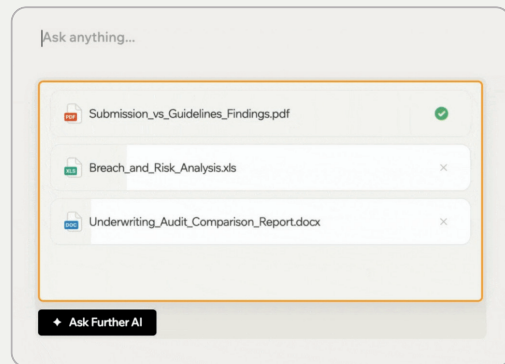 Ask anything...
PDF Submission_vs_Guidelines_Findings.pdf
XLS Breach_and_Risk_Analysis.xls
DOC Underwriting_Audit_Comparison_Report.docx
Ask Further AI